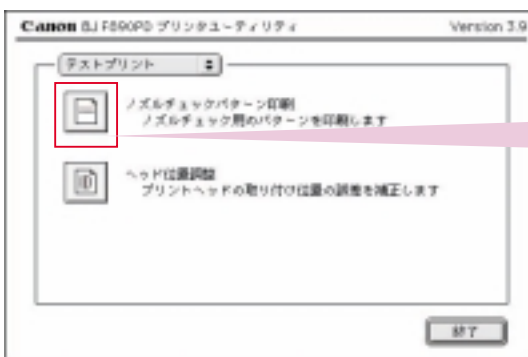 Canon BJ F890PD プリンタユーティリティ Version 3.9
テストプリント
ノズルチェックパターン印刷
ノズルチェック用のパターンを印刷します
ヘッド位置調整
プリントヘッドの取り付け位置の誤差を補正します
終了